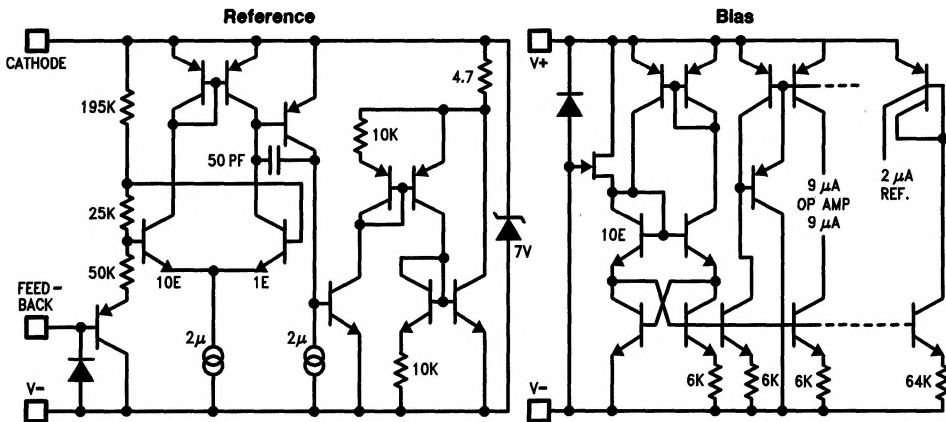 Reference
Bias
CATHODE
195K
50 PF
10K
4.7
25K
50K
10E
1E
7V
FEED-
BACK
2μ
2μ
10K
V-
V+
10E
9 μA
OP AMP
9 μA
2 μA
REF.
6K
6K
6K
64K
V-